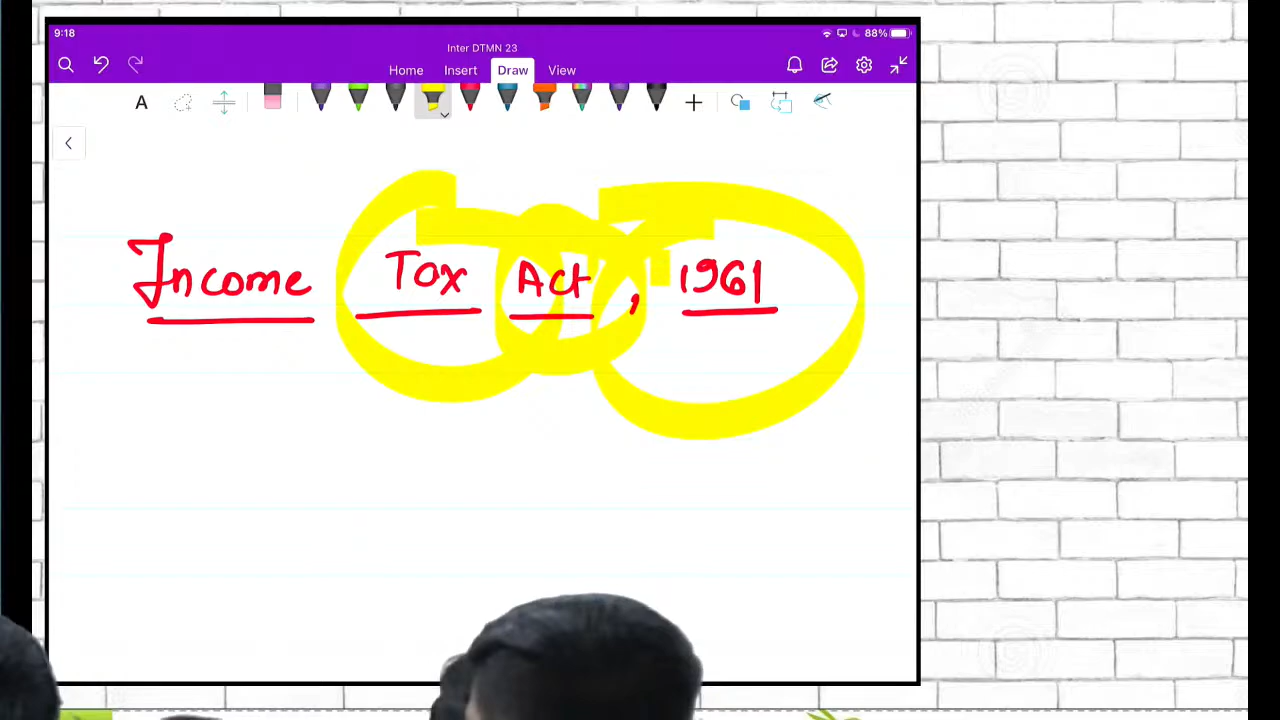 9:18
88%
Inter DTMN 23
Home Insert Draw View
A
Income Tax Act, 1961